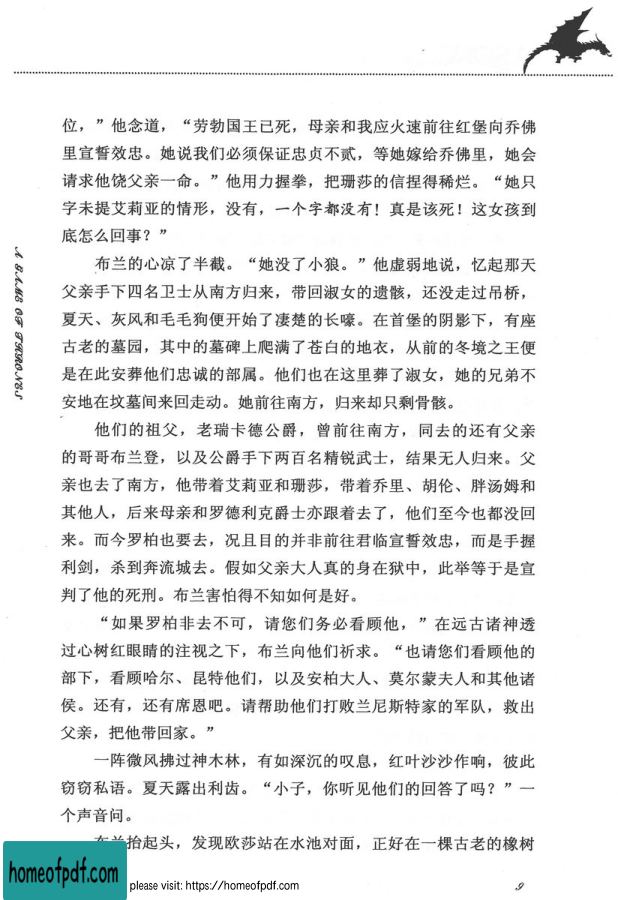 位，”他念道，“劳勃国王已死，母亲和我应火速前往红堡向乔佛
里宣誓效忠。她说我们必须保证忠贞不贰，等她嫁给乔佛里，她会
请求他饶父亲一命。”他用力握拳，把珊莎的信捏得稀烂。“她只
字未提艾莉亚的情形，没有，一个字都没有！真是该死！这女孩到
底怎么回事？”
布兰的心凉了半截。“她没了小狼。”他虚弱地说，忆起那天
父亲手下四名卫士从南方归来，带回淑女的遗骸，还没走过吊桥，
夏天、灰风和毛毛狗便开始了凄楚的长嚎。在首堡的阴影下，有座
古老的墓园，其中的墓碑上爬满了苍白的地衣，从前的冬境之王便
是在此安葬他们忠诚的部属。他们也在这里葬了淑女，她的兄弟不
安地在坟墓间来回走动。她前往南方，归来却只剩骨骸。
他们的祖父，老瑞卡德公爵，曾前往南方，同去的还有父亲
的哥哥布兰登，以及公爵手下两百名精锐武士，结果无人归来。父
亲也去了南方，他带着艾莉亚和珊莎，带着乔里、胡伦、胖汤姆和
其他人，后来母亲和罗德利克爵士亦跟着去了，他们至今也都没回
来。而今罗柏也要去，况且目的并非前往君临宣誓效忠，而是手握
利剑，杀到奔流城去。假如父亲大人真的身在狱中，此举等于是宣
判了他的死刑。布兰害怕得不知如何是好。
“如果罗柏非去不可，请您们务必看顾他，”在远古诸神透
过心树红眼睛的注视之下，布兰向他们祈求。“也请您们看顾他的
部下，看顾哈尔、昆特他们，以及安柏大人、莫尔蒙夫人和其他诸
侯。还有，还有席恩吧。请帮助他们打败兰尼斯特家的军队，救出
父亲，把他带回家。”
一阵微风拂过神木林，有如深沉的叹息，红叶沙沙作响，彼此
窃窃私语。夏天露出利齿。“小子，你听见他们的回答了吗？”一
个声音问。
布兰抬起头，发现欧莎站在水池对面，正好在一棵古老的橡树
A GAME OF THRONES
homeofpdf.com
please visit: https://homeofpdf.com
9